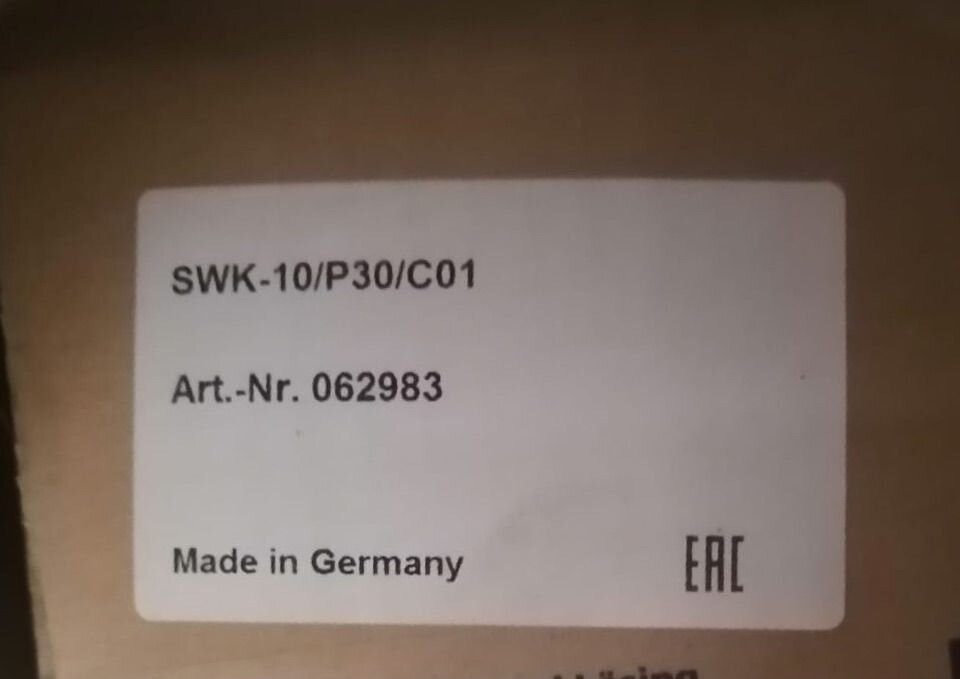 SWK-10/P30/C01
Art.-Nr. 062983
Made in Germany
EAC